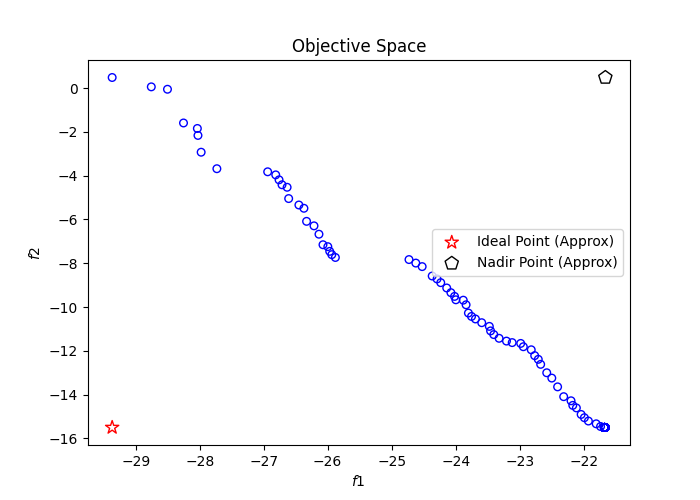 Objective Space
f2
0
−2
−4
−6
−8
−10
−12
−14
−16
Ideal Point (Approx)
Nadir Point (Approx)
−29 −28 −27 −26 −25 −24 −23 −22
f1